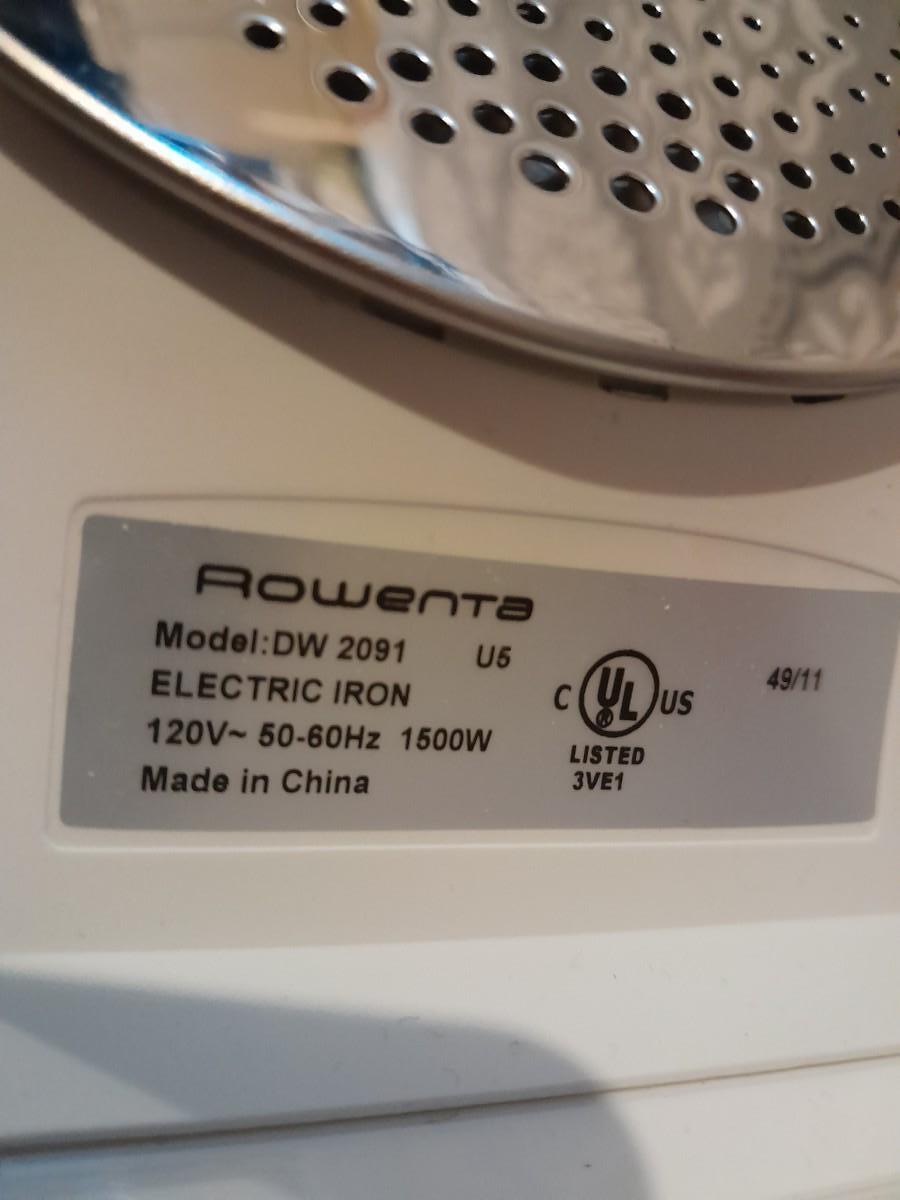 Rowenta
Model:DW 2091 U5
ELECTRIC IRON
120V~ 50-60Hz 1500W
Made in China
C UL® US
LISTED
3VE1
49/11